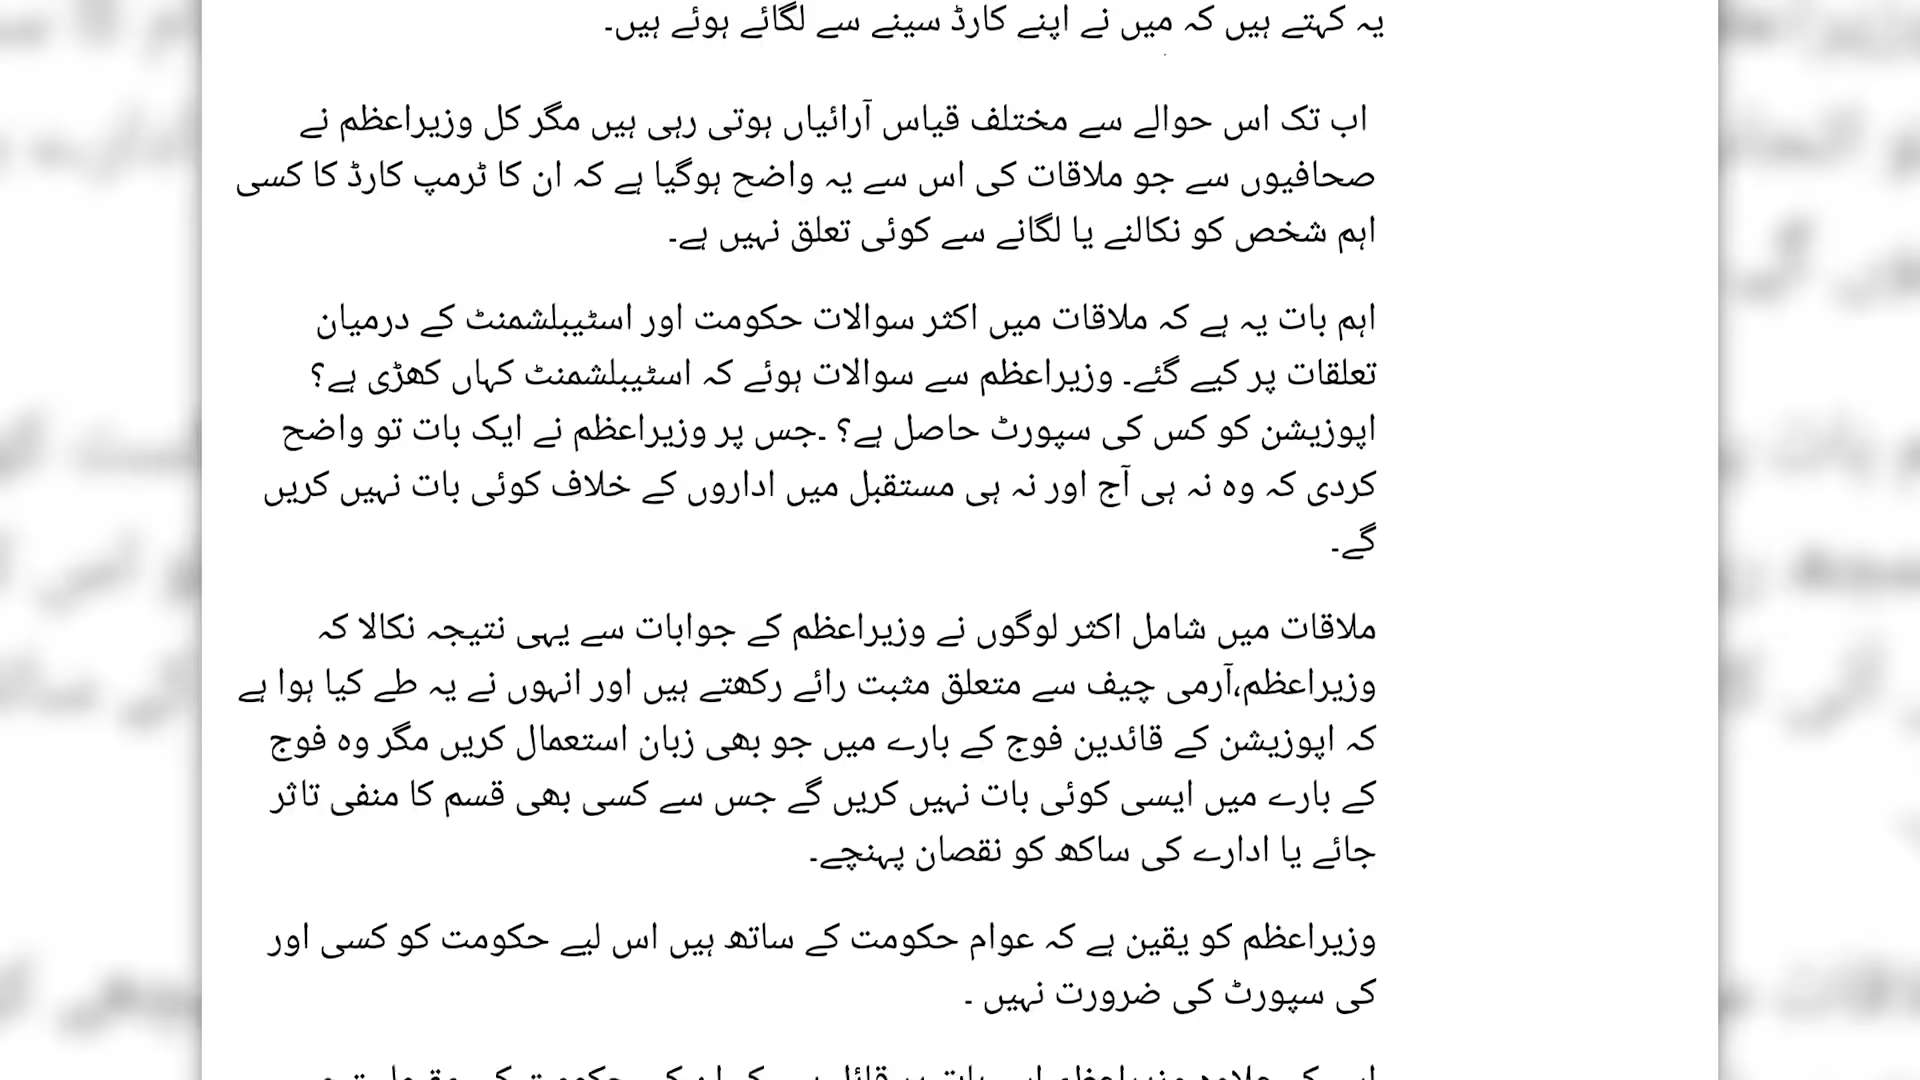 یہ کہتے ہیں کہ میں نے اپنے کارڈ سینے سے لگائے ہوئے ہیں۔
اب تک اس حوالے سے مختلف قیاس آرائیاں ہوتی رہی ہیں مگر کل وزیراعظم نے
صحافیوں سے جو ملاقات کی اس سے یہ واضح ہوگیا ہے کہ ان کا ٹرمپ کارڈ کا کسی
اہم شخص کو نکالنے یا لگانے سے کوئی تعلق نہیں ہے۔
اہم بات یہ ہے کہ ملاقات میں اکثر سوالات حکومت اور اسٹیبلشمنٹ کے درمیان
تعلقات پر کیے گئے۔ وزیراعظم سے سوالات ہوئے کہ اسٹیبلشمنٹ کہاں کھڑی ہے؟
اپوزیشن کو کس کی سپورٹ حاصل ہے؟ ۔جس پر وزیراعظم نے ایک بات تو واضح
کردی کہ وہ نہ ہی آج اور نہ ہی مستقبل میں اداروں کے خلاف کوئی بات نہیں کریں
گے۔
ملاقات میں شامل اکثر لوگوں نے وزیراعظم کے جوابات سے یہی نتیجہ نکالا کہ
وزیراعظم،آرمی چیف سے متعلق مثبت رائے رکھتے ہیں اور انہوں نے یہ طے کیا ہوا ہے
کہ اپوزیشن کے قائدین فوج کے بارے میں جو بھی زبان استعمال کریں مگر وہ فوج
کے بارے میں ایسی کوئی بات نہیں کریں گے جس سے کسی بھی قسم کا منفی تاثر
جائے یا ادارے کی ساکھ کو نقصان پہنچے۔
وزیراعظم کو یقین ہے کہ عوام حکومت کے ساتھ ہیں اس لیے حکومت کو کسی اور
کی سپورٹ کی ضرورت نہیں ۔